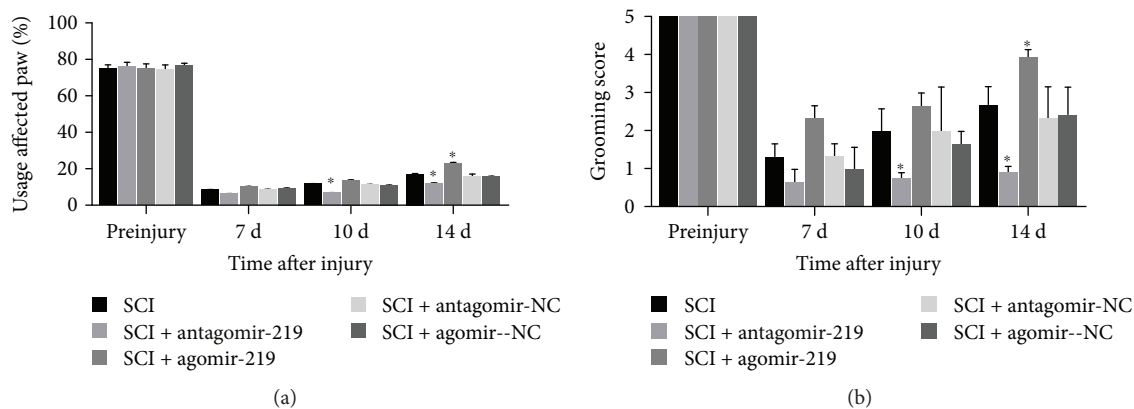 Usage affected paw (%)
100
80
60
40
20
0
*
*
*
Preinjury 7 d 10 d 14 d
Time after injury
SCI
SCI + antagomir-219
SCI + agomir-219
SCI + antagomir-NC
SCI + agomir--NC
(a)
Grooming score
5
4
3
2
1
0
*
*
*
Preinjury 7 d 10 d 14 d
Time after injury
SCI
SCI + antagomir-219
SCI + agomir-219
SCI + antagomir-NC
SCI + agomir--NC
(b)